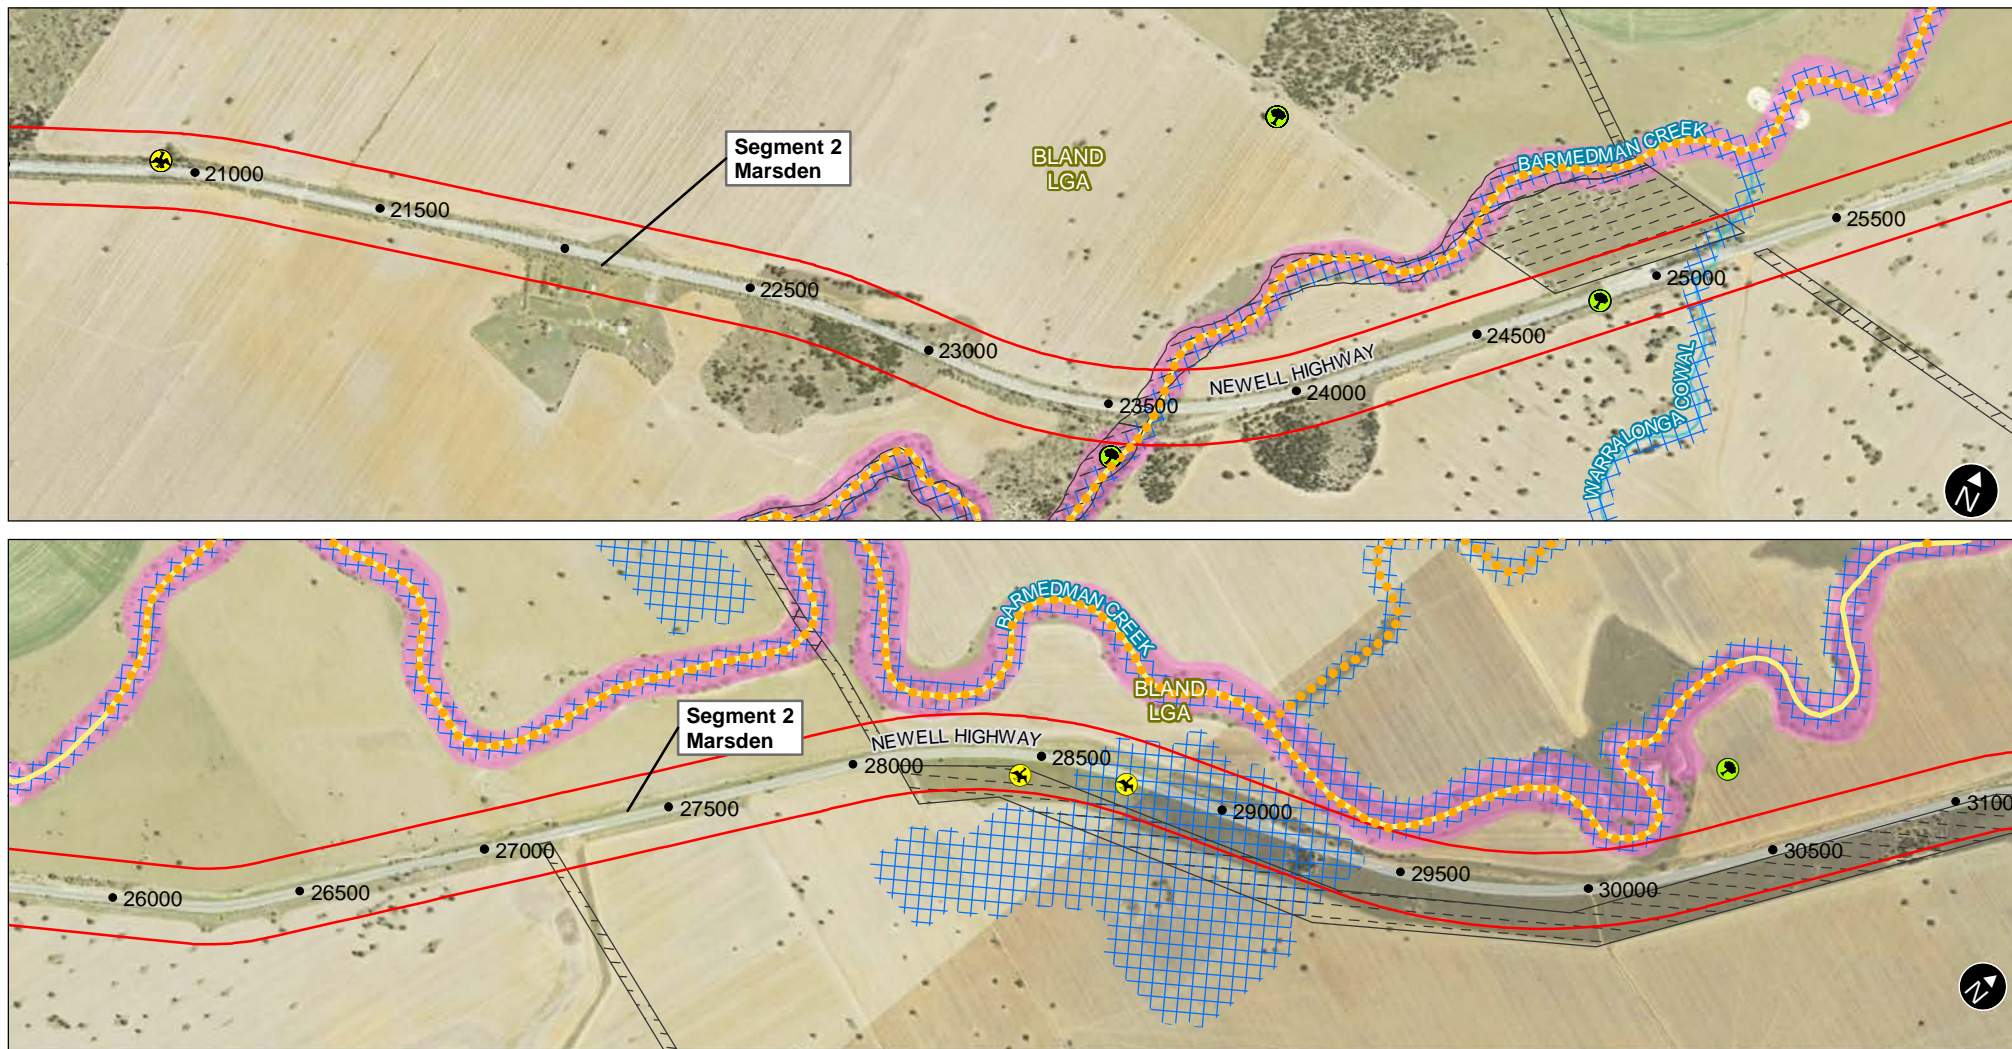 Segment 2
Marsden
BLAND
LGA
BARMEDMAN CREEK
21000
21500
22500
23000
23500
NEWELL HIGHWAY
24000
24500
25000
25500
WARRALONGA COWAL
N
BARMEDMAN CREEK
BLAND
LGA
Segment 2
Marsden
NEWELL HIGHWAY
26000
26500
27000
27500
28000
28500
29000
29500
30000
30500
3100
N